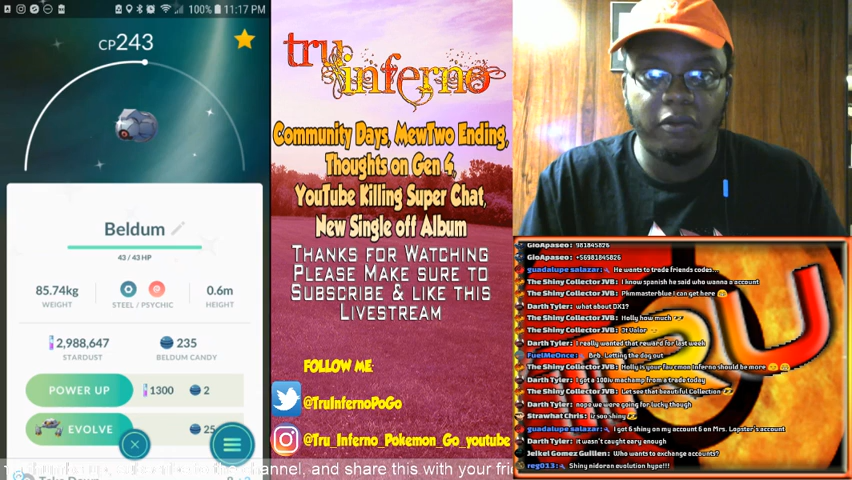 100% 11:17 PM
CP243
Beldum
43 / 43 HP
85.74kg
WEIGHT
STEEL / PSYCHIC
0.6m
HEIGHT
2,988,647
STARDUST
235
BELDUM CANDY
POWER UP
1300
2
EVOLVE
25
Take Down
tru
inferno
Community Days, MewTwo Ending,
Thoughts on Gen 4,
YouTube Killing Super Chat,
New Single off Album
THANKS FOR WATCHING
PLEASE MAKE SURE TO
SUBSCRIBE & LIKE THIS
LIVESTREAM
FOLLOW ME:
@TruInfernoPoGo
@Tru_Inferno_Pokemon_Go_youtube
channel, and share this with your fri
GioApaseo: 981845826
GioApaseo: +56981845826
guadalupe salazar: He wants to trade friends codes...
The Shiny Collector JVB: I know spanish he said who wanna a account
The Shiny Collector JVB: Pkmmasterblue I can get here
Darth Tyler: what about DX1?
The Shiny Collector JVB: Holly how much
The Shiny Collector JVB: Jt Valor
Darth Tyler: I really wanted that reward for last week
FuelMeOnce: Brb. Letting the dog out
The Shiny Collector JVB: Holly is your fav cmon Inferno should be more
Darth Tyler: I got a 100iv machamp from a trade today
The Shiny Collector JVB: Let see that beautiful Collection
Darth Tyler: nope we were going for lucky though
Strawhat Chris: iz soo shiny
guadalupe salazar: I got 6 shiny on my account 6 on Mrs. Lapster's account
Darth Tyler: I wasn't caught early enough
Jeikel Gomez Guillen: Who wants to exchange accounts?
reg013: Shiny nidoran evolution hype!!!